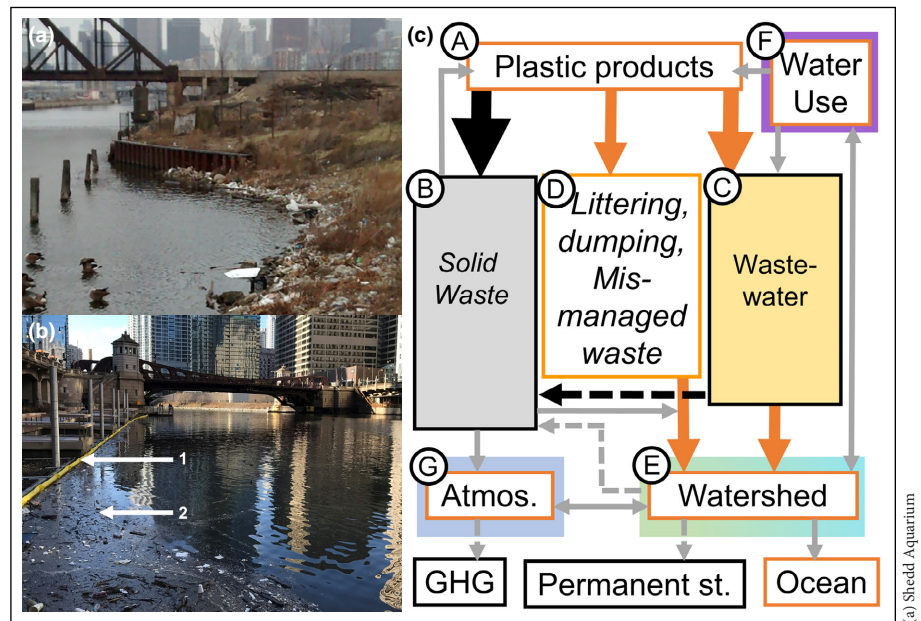 (a)
(b)
1
2
(c)
A
Plastic products
F
Water
Use
B
Solid
Waste
D
Littering,
dumping,
Mis-
managed
waste
C
Waste-
water
G
Atmos.
E
Watershed
GHG
Permanent st.
Ocean
(a) Shedd Aquarium